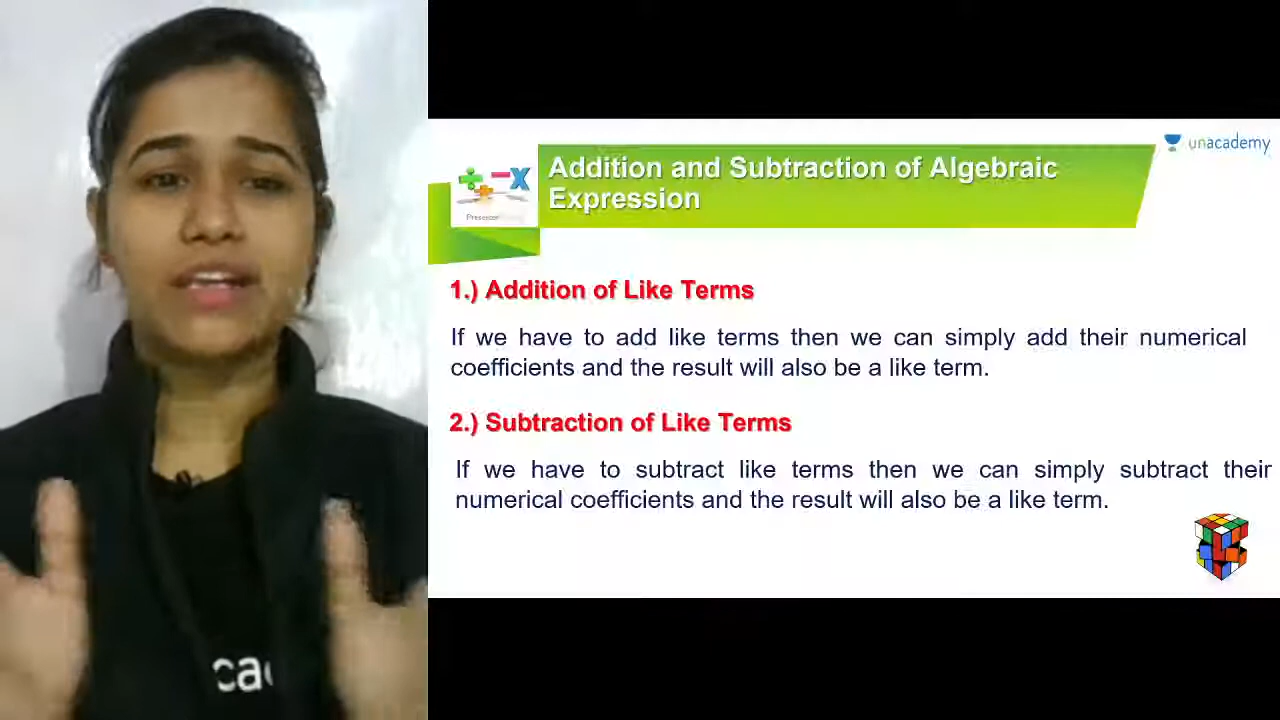 unacademy
Addition and Subtraction of Algebraic
Expression
1.) Addition of Like Terms
If we have to add like terms then we can simply add their numerical
coefficients and the result will also be a like term.
2.) Subtraction of Like Terms
If we have to subtract like terms then we can simply subtract their
numerical coefficients and the result will also be a like term.